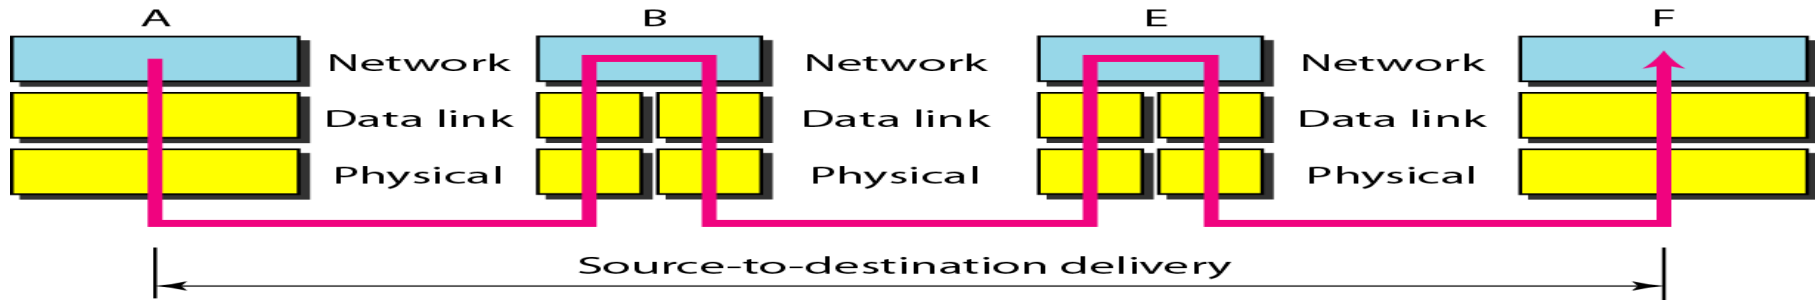 A B E F
Network Network Network
Data link Data link Data link
Physical Physical Physical
Source-to-destination delivery